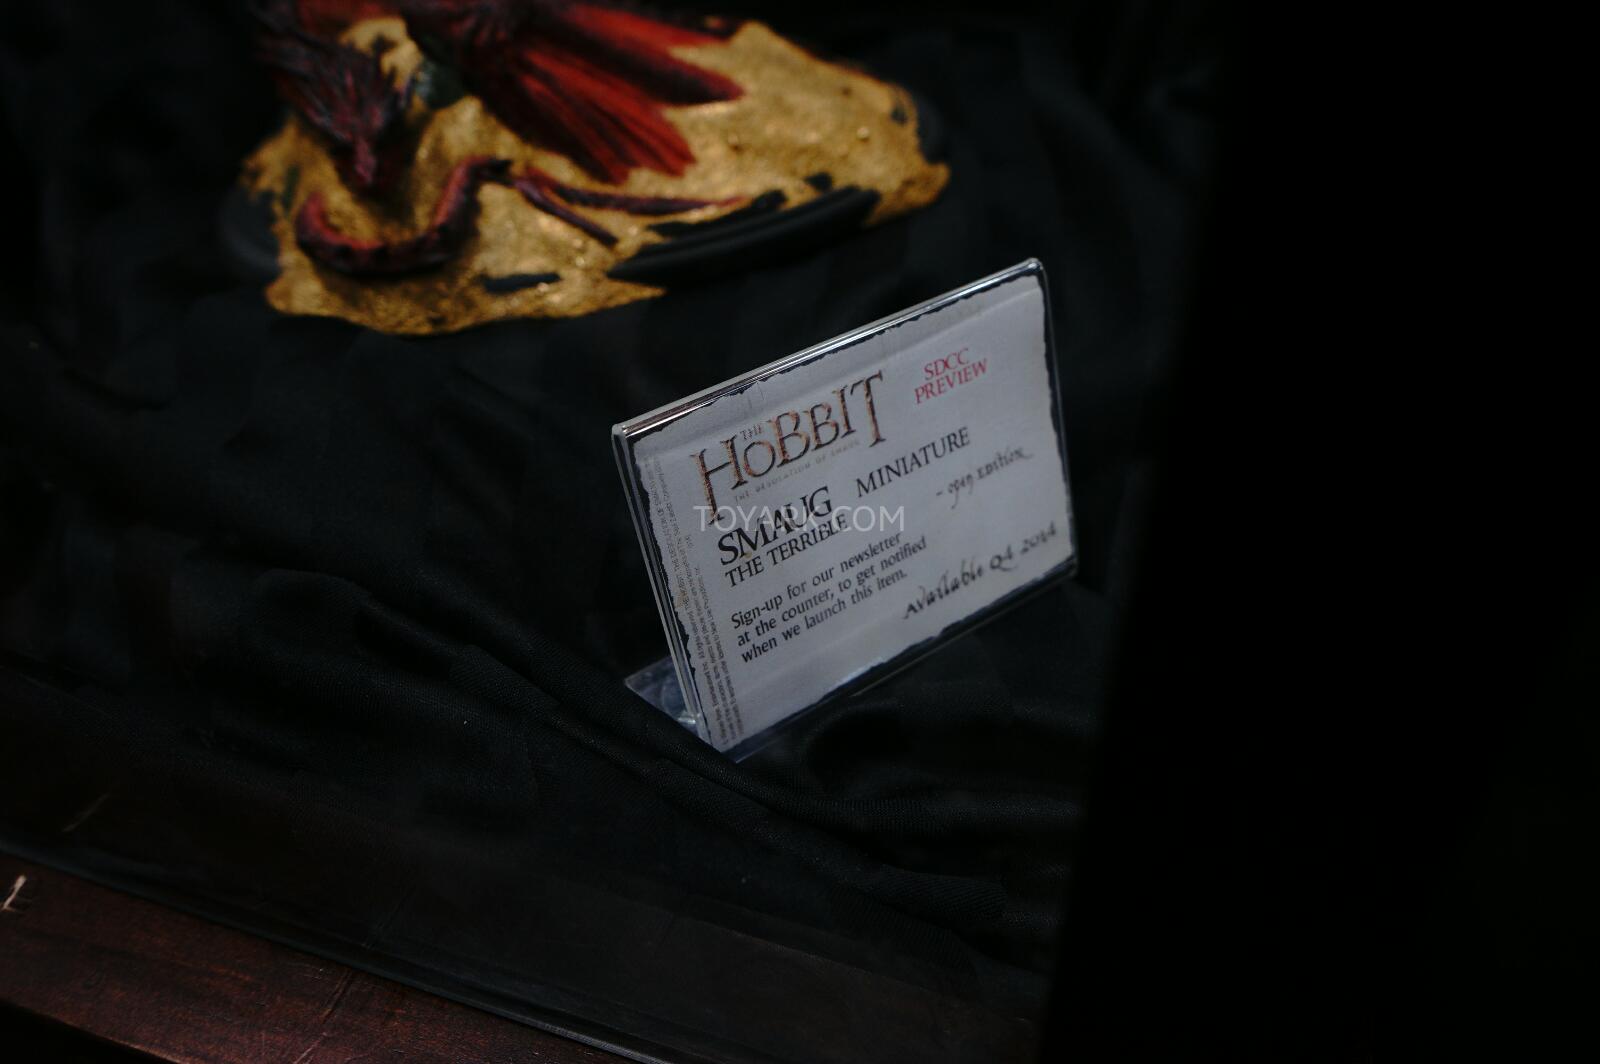 SDCC
PREVIEW
THE
HOBBIT
THE DESOLATION OF SMAUG
SMAUG MINIATURE
THE TERRIBLE - open EDITION
Sign-up for our newsletter
at the counter, to get notified
when we launch this item.
AVailable Q4 2014
TOYARK.COM